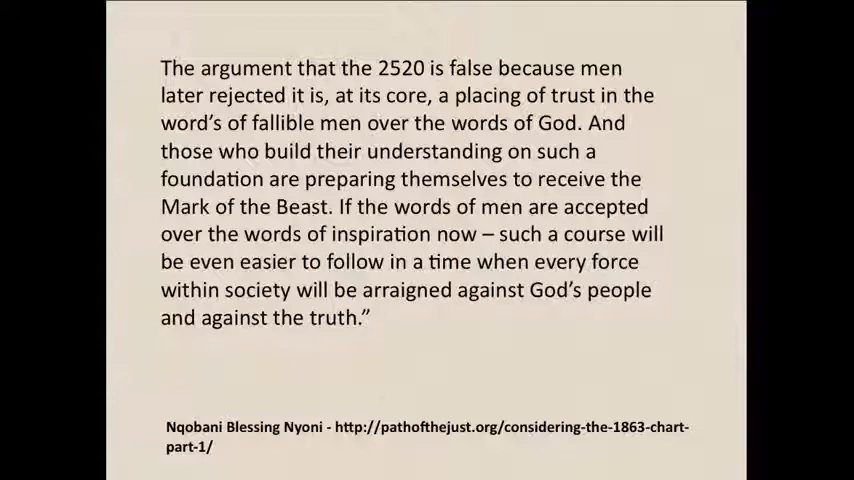 The argument that the 2520 is false because men
later rejected it is, at its core, a placing of trust in the
word’s of fallible men over the words of God. And
those who build their understanding on such a
foundation are preparing themselves to receive the
Mark of the Beast. If the words of men are accepted
over the words of inspiration now – such a course will
be even easier to follow in a time when every force
within society will be arraigned against God’s people
and against the truth.”
Nqobani Blessing Nyoni - http://pathofthejust.org/considering-the-1863-chart-
part-1/